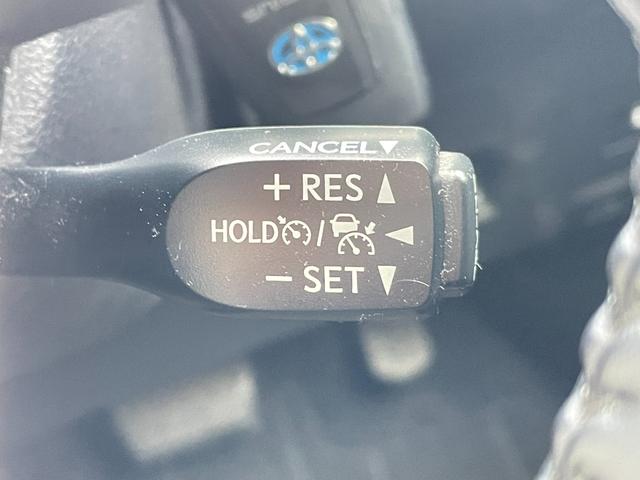 CANCEL▼
+ RES ▲
HOLD / ◀
− SET ▼